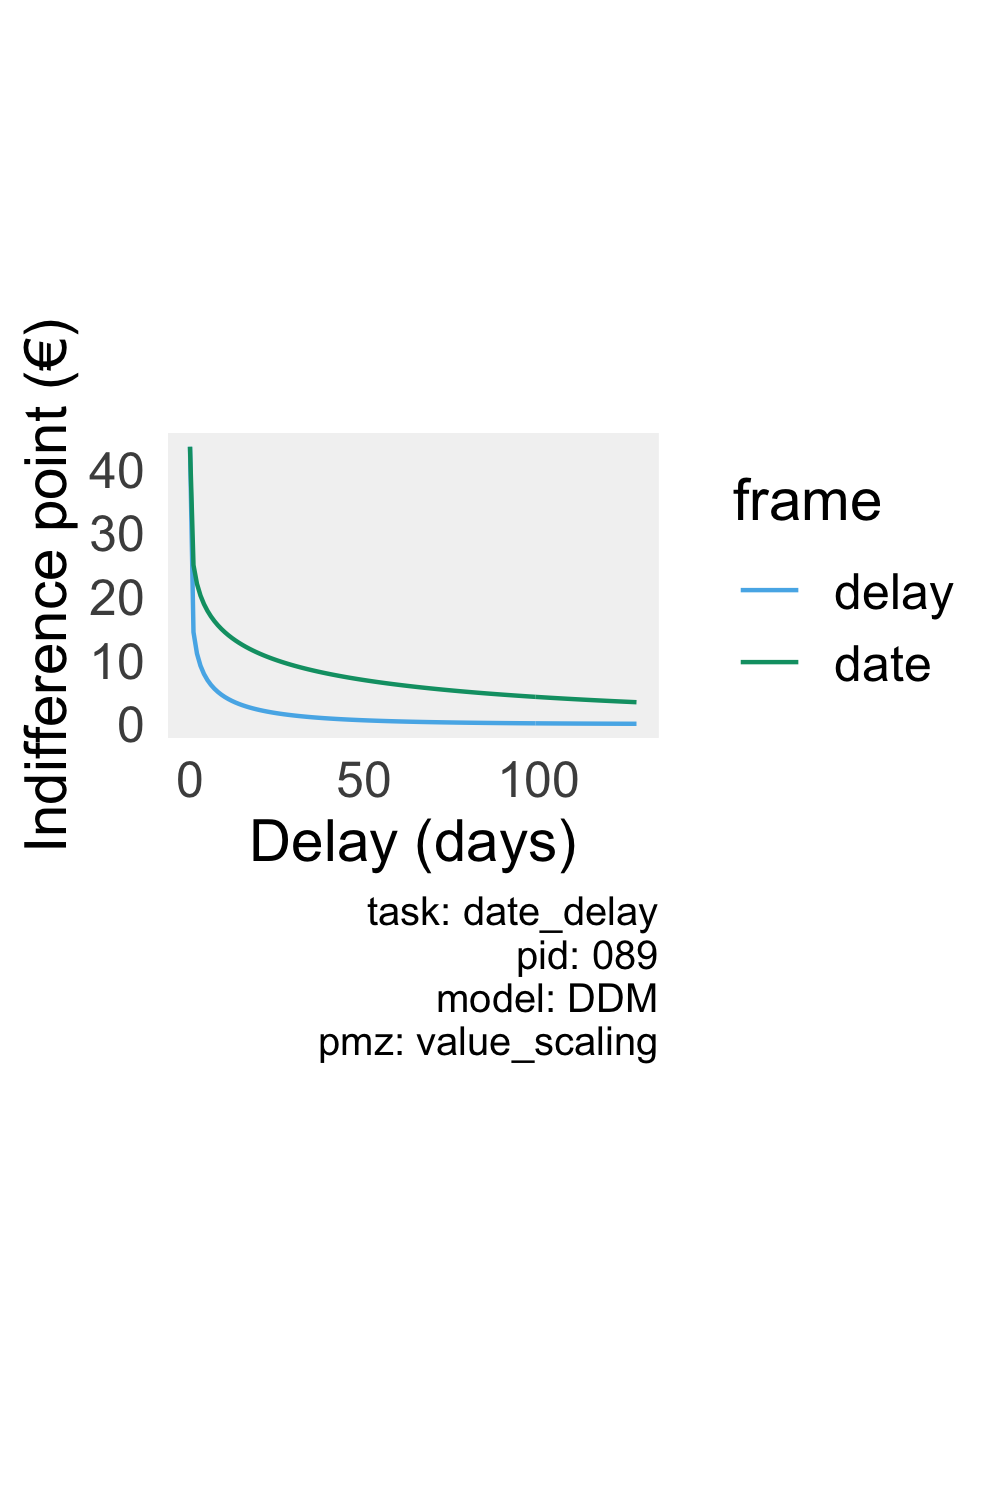 Indifference point (€)
40
30
20
10
0
0 50 100
Delay (days)
frame
delay
date
task: date_delay
pid: 089
model: DDM
pmz: value_scaling